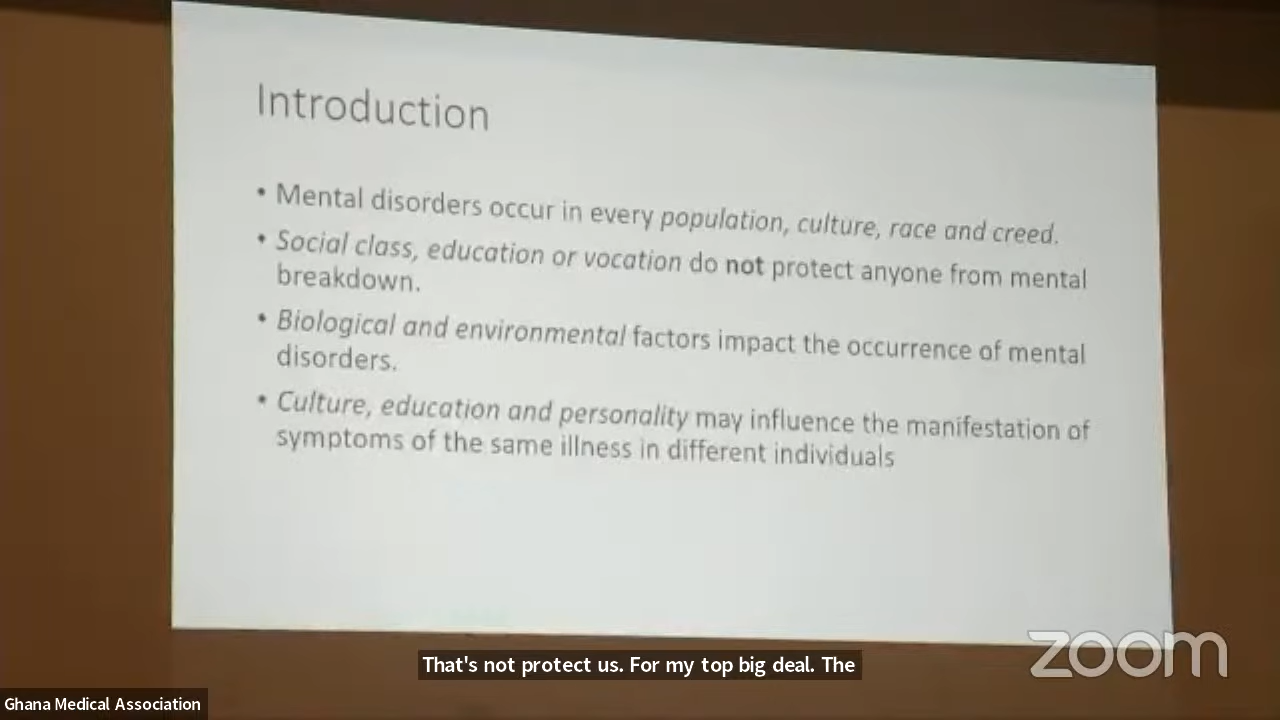 Introduction
• Mental disorders occur in every population, culture, race and creed.
• Social class, education or vocation do not protect anyone from mental
breakdown.
• Biological and environmental factors impact the occurrence of mental
disorders.
• Culture, education and personality may influence the manifestation of
symptoms of the same illness in different individuals
That's not protect us. For my top big deal. The
zoom
Ghana Medical Association